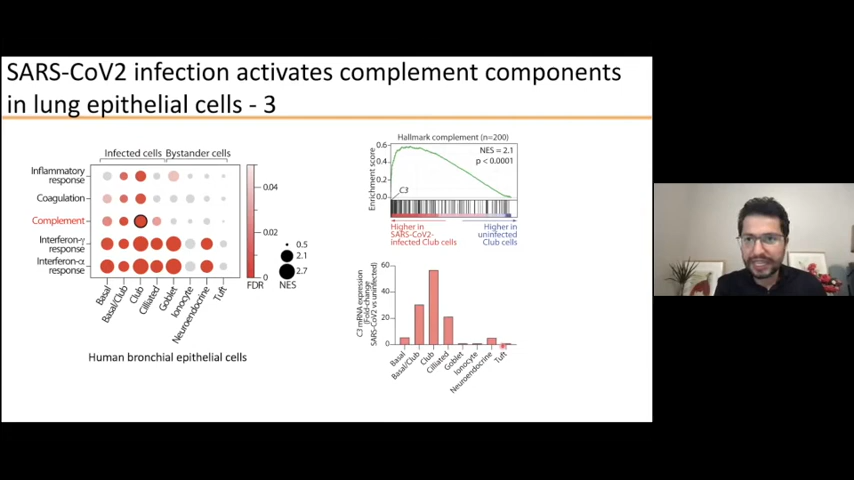 SARS-CoV2 infection activates complement components
in lung epithelial cells - 3
Infected cells Bystander cells
Inflammatory
response
Coagulation
Complement
Interferon-γ
response
Interferon-α
response
Basal
Basal/Club
Club
Cilliated
Goblet
Ionocyte
Neuroendocrine
Tuft
0.04
0.02
0
FDR
0.5
2.1
2.7
NES
Human bronchial epithelial cells
Hallmark complement (n=200)
Enrichment score
0.6
0.4
0.2
0.0
NES = 2.1
p < 0.0001
C3
Higher in
SARS-CoV2-
infected Club cells
Higher in
uninfected
Club cells
C3 mRNA expression
(Fold-change
SARS-CoV2 vs uninfected)
60
40
20
0
Basal
Basal/Club
Club
Cilliated
Goblet
Ionocyte
Neuroendocrine
Tuft